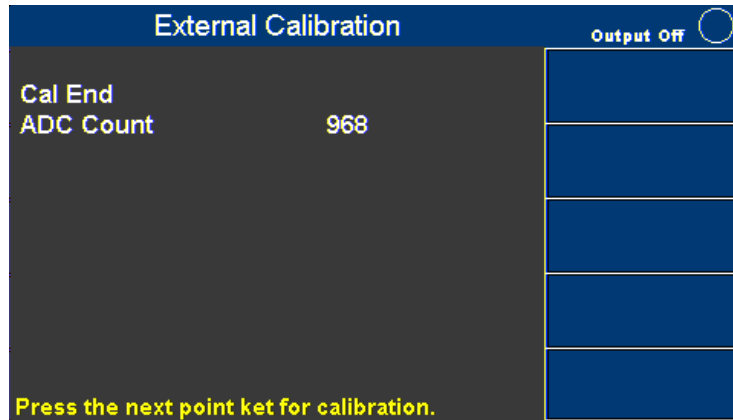 External Calibration
Output Off
Cal End
ADC Count 968
Press the next point ket for calibration.